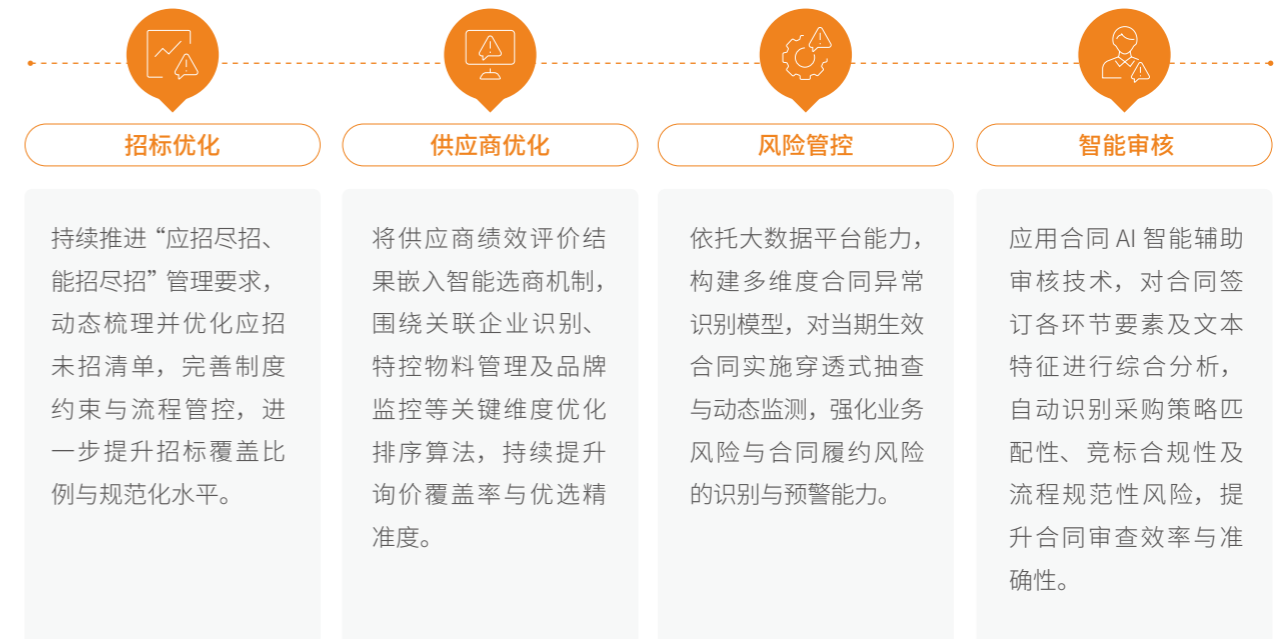 招标优化
持续推进“应招尽招、
能招尽招”管理要求，
动态梳理并优化应招
未招清单，完善制度
约束与流程管控，进
一步提升招标覆盖比
例与规范化水平。
供应商优化
将供应商绩效评价结
果嵌入智能选商机制，
围绕关联企业识别、
特控物料管理及品牌
监控等关键维度优化
排序算法，持续提升
询价覆盖率与优选精
准度。
风险管控
依托大数据平台能力，
构建多维度合同异常
识别模型，对当期生效
合同实施穿透式抽查
与动态监测，强化业务
风险与合同履约风险
的识别与预警能力。
智能审核
应用合同 AI 智能辅助
审核技术，对合同签
订各环节要素及文本
特征进行综合分析，
自动识别采购策略匹
配性、竞标合规性及
流程规范性风险，提
升合同审查效率与准
确性。